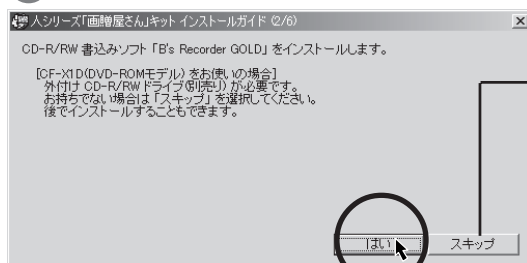 人シリーズ「画贈屋さん」キット インストールガイド (2/6)
CD-R/RW 書込みソフト「B's Recorder GOLD」をインストールします。
[CF-X1D(DVD-ROMモデル) をお使いの場合]
外付け CD-R/RW ドライブ(別売り) が必要です。
お持ちでない場合は「スキップ」を選択してください。
後でインストールすることもできます。
はい
スキップ